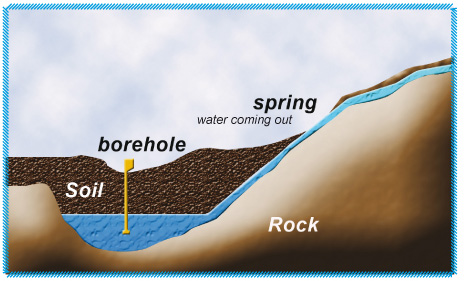 spring
water coming out
borehole
Soil
Rock